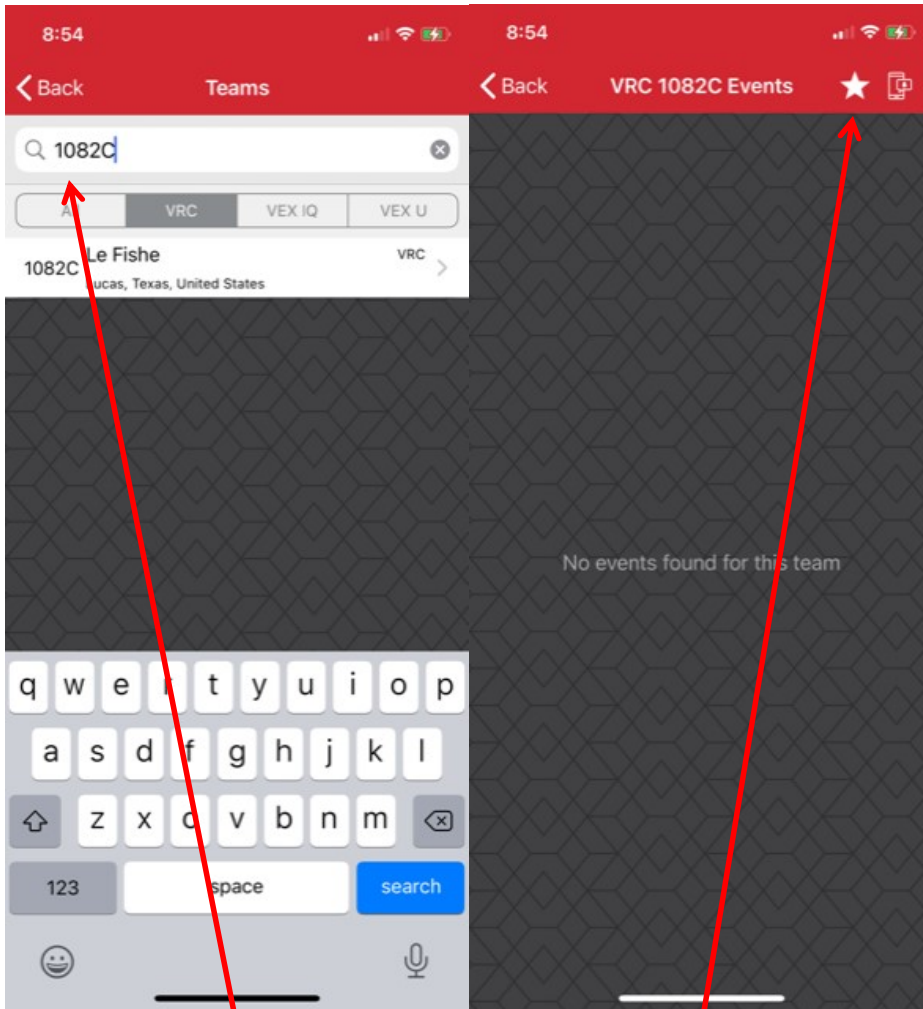 8:54
Back Teams
1082C
VRC VEX IQ VEX U
Le Fishe VRC
1082C
Lucas, Texas, United States
q w e r t y u i o p
a s d f g h j k l
z x c v b n m
123 space search
8:54
Back VRC 1082C Events
No events found for this team